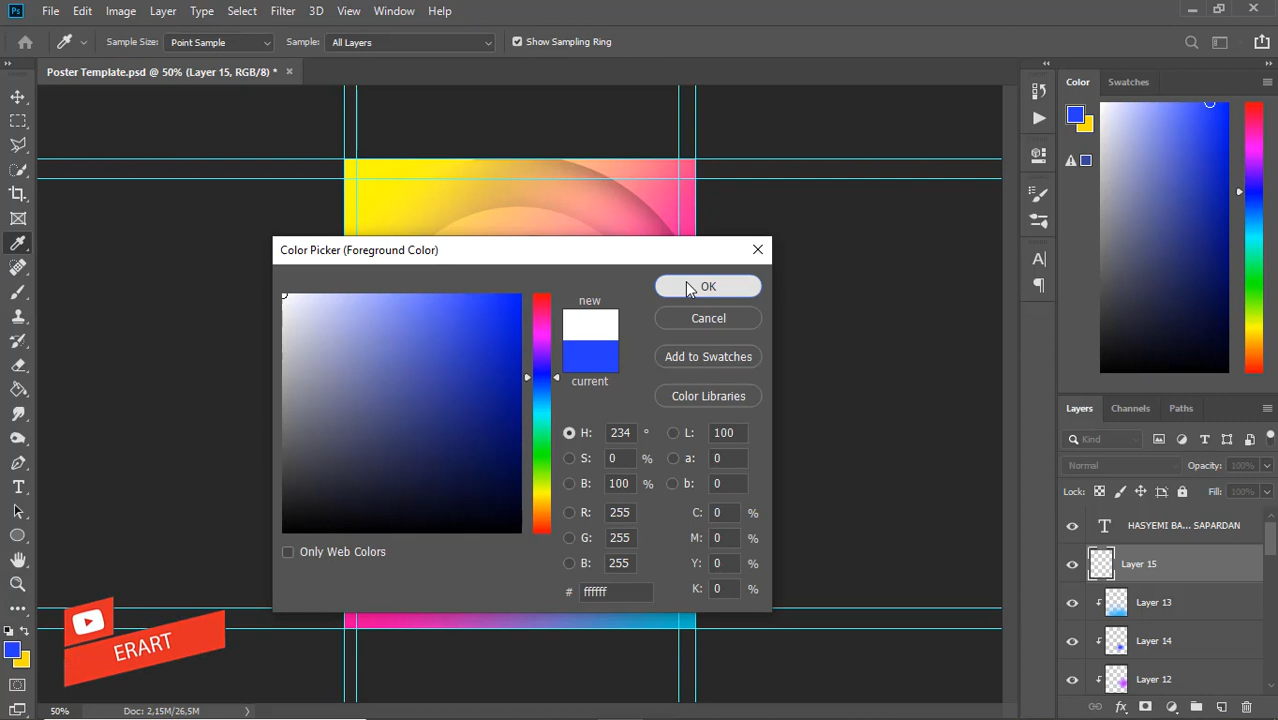 Ps File Edit Image Layer Type Select Filter 3D View Window Help
Sample Size: Point Sample Sample: All Layers Show Sampling Ring
Poster Template.psd @ 50% (Layer 15, RGB/8) * ×
Color Swatches
Color Picker (Foreground Color)
new
current
OK
Cancel
Add to Swatches
Color Libraries
H: 234 ° L: 100
S: 0 % a: 0
B: 100 % b: 0
R: 255 C: 0 %
G: 255 M: 0 %
B: 255 Y: 0 %
# ffffff K: 0 %
Only Web Colors
Layers Channels Paths
Kind
Normal Opacity: 100%
Lock: Fill: 100%
T HASYEMI BA... SAPARDAN
Layer 15
Layer 13
Layer 14
Layer 12
ERART
50% Doc: 2,15M/26,5M